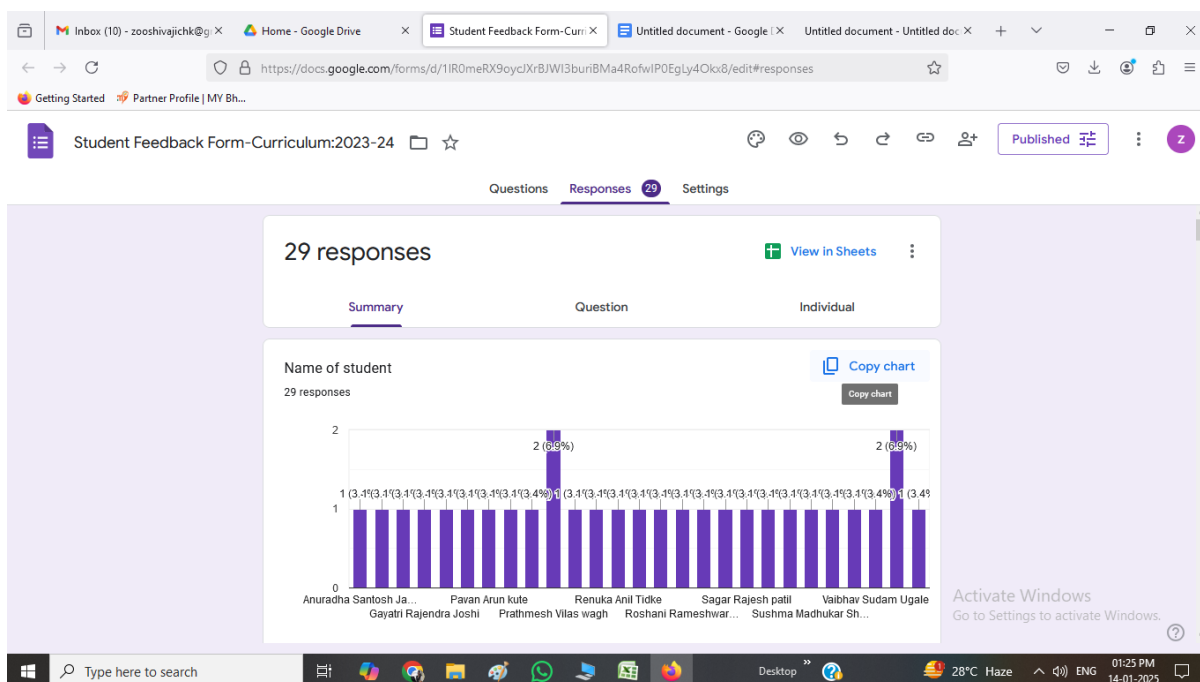 Inbox (10) - zooshivajichk@g
Home - Google Drive
Student Feedback Form-Curri
Untitled document - Google
Untitled document - Untitled doc
https://docs.google.com/forms/d/1IR0meRX9oycJXrBJWI3buriBMa4RofwIP0EgLy4Okx8/edit#responses
Getting Started
Partner Profile | MY Bh...
Student Feedback Form-Curriculum:2023-24
Published
Z
Questions
Responses 29
Settings
29 responses
View in Sheets
Summary
Question
Individual
Name of student
Copy chart
29 responses
Copy chart
2
2 (6.9%)
2 (6.9%)
1
0
Anuradha Santosh Ja...
Pavan Arun kute
Renuka Anil Tidke
Sagar Rajesh patil
Vaibhav Sudam Ugale
Gayatri Rajendra Joshi
Prathmesh Vilas wagh
Roshani Rameshwar...
Sushma Madhukar Sh...
Activate Windows
Go to Settings to activate Windows.
Type here to search
Desktop
28°C Haze
ENG
01:25 PM
14-01-2025